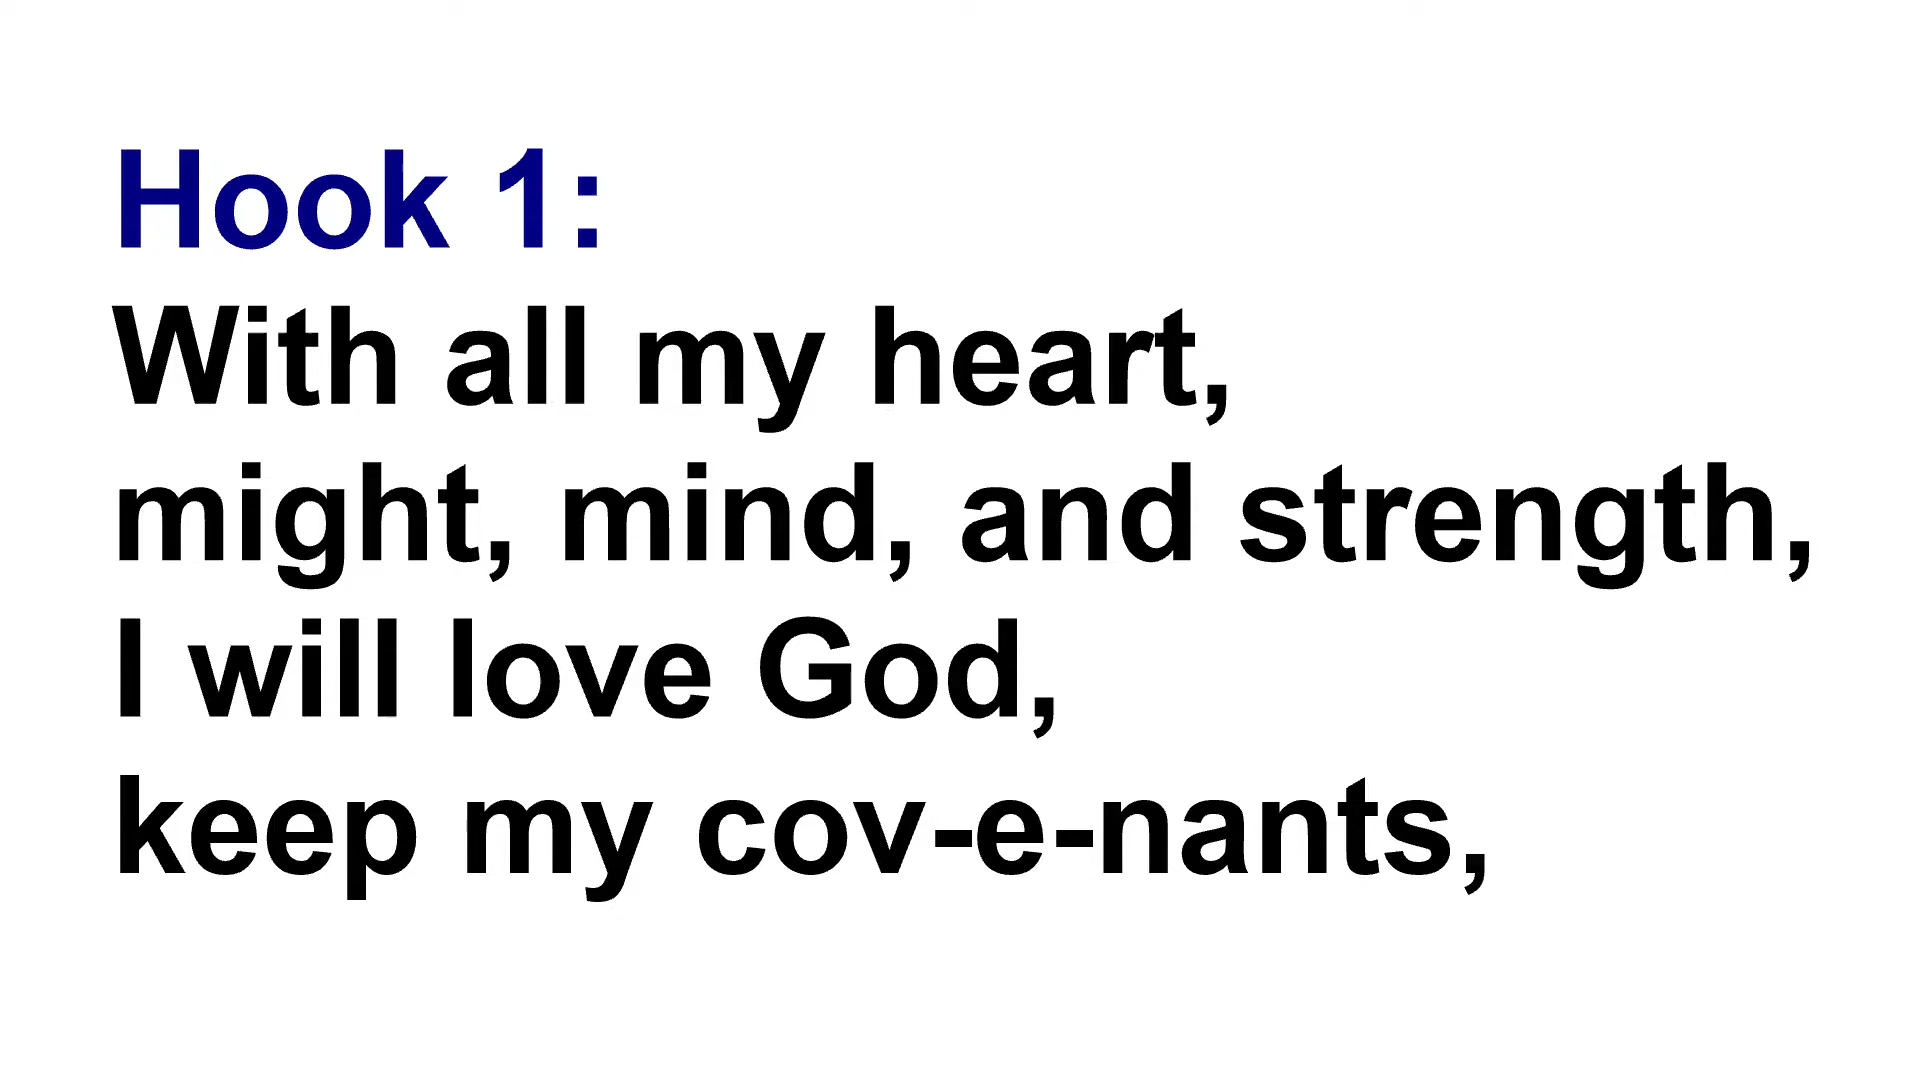 Hook 1:
With all my heart,
might, mind, and strength,
I will love God,
keep my cov-e-nants,